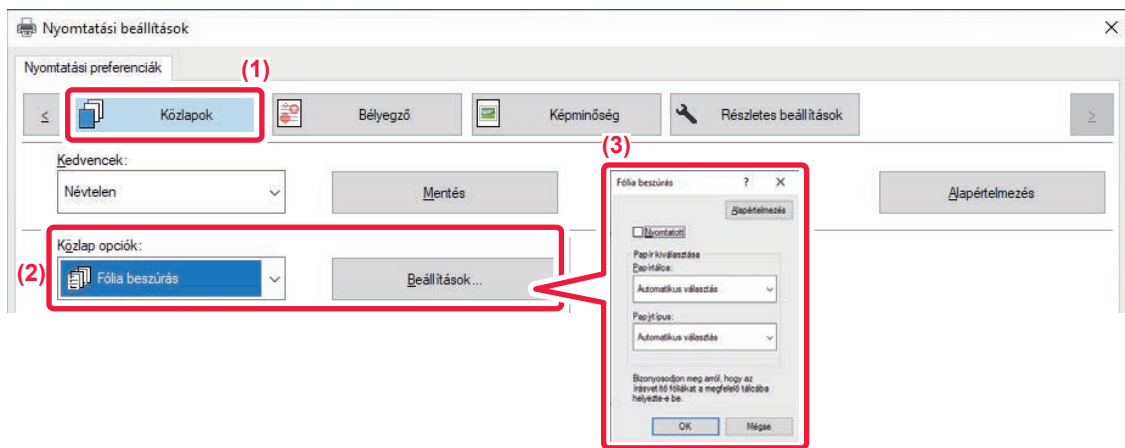 Nyomtatási beállítások
Nyomtatási preferenciák
(1)
≤
Közlapok
Bélyegző
Képminőség
Részletes beállítások
≥
Kedvencek:
Névtelen
Mentés
Alapértelmezés
(2)
Közlap opciók:
Fólia beszúrás
Beállítások...
(3)
Fólia beszúrás ? X
Alapértelmezés
Nyomtatott
Papír kiválasztása
Papírtálca:
Automatikus választás
Papírtípus:
Automatikus választás
Bizonyosodjon meg arról, hogy az
írásvetítő fóliákat a megfelelő tálcába
helyezte-e be.
OK Mégse